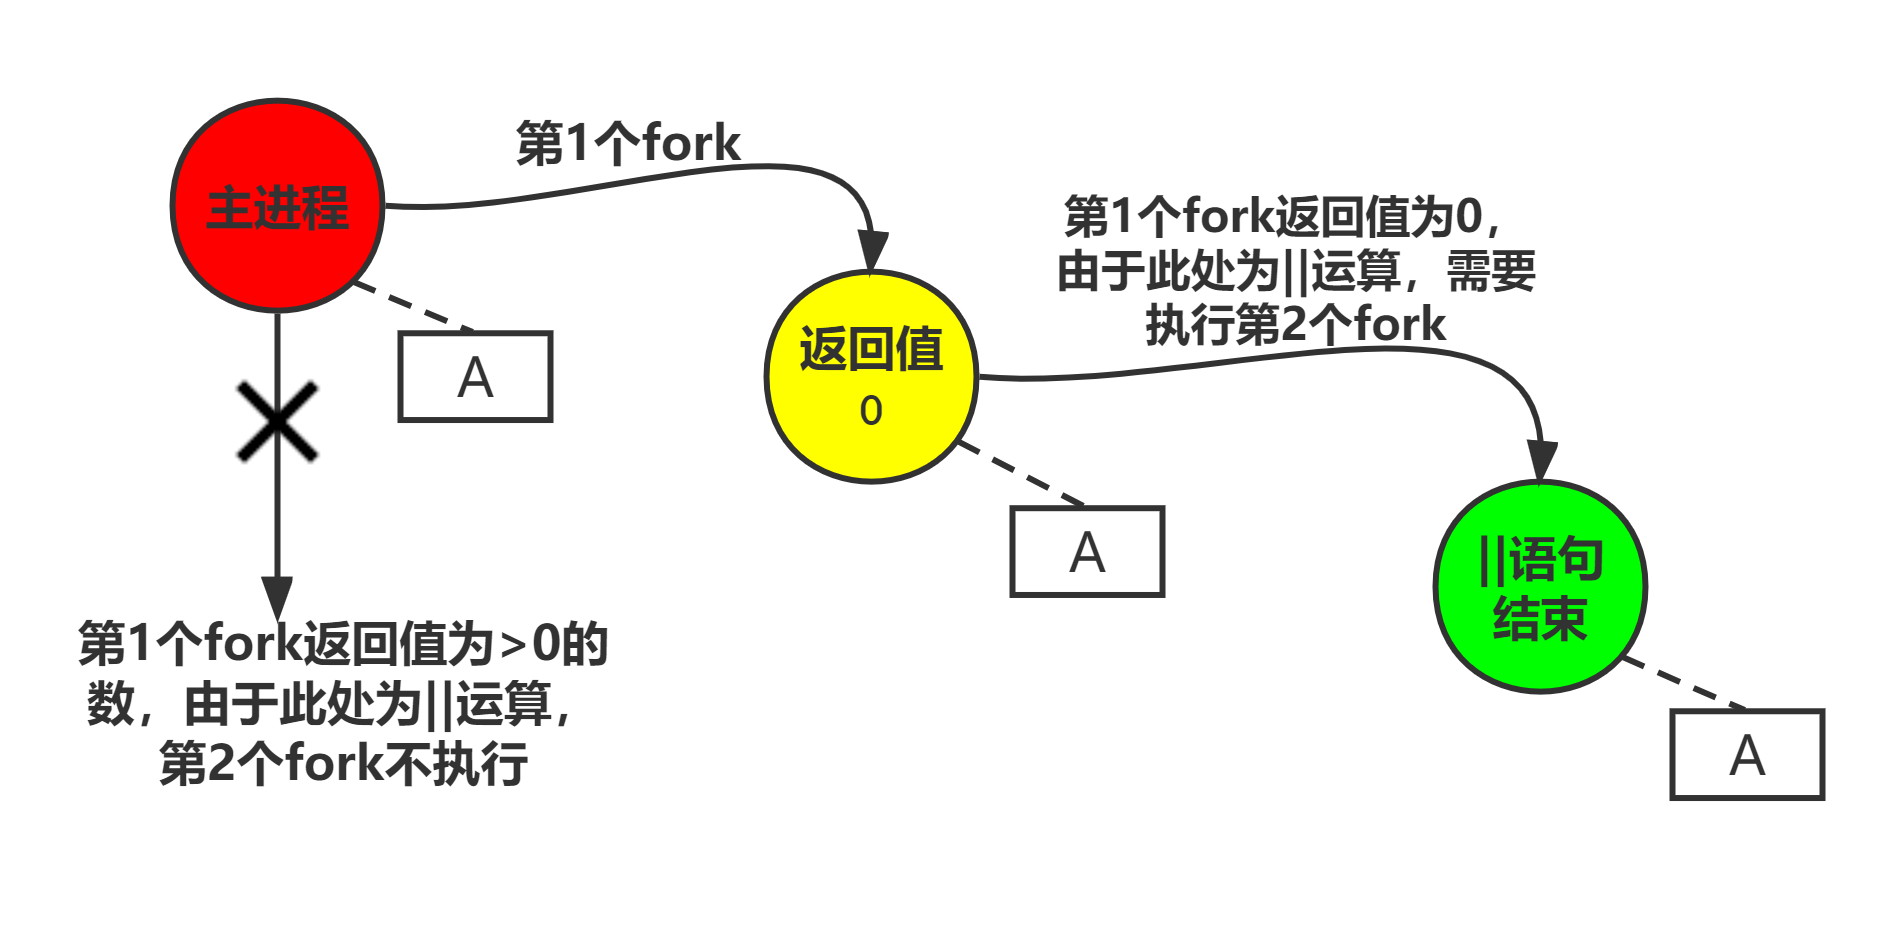 主进程
第1个fork
A
第1个fork返回值为>0的
数，由于此处为||运算，
第2个fork不执行
返回值
0
A
第1个fork返回值为0，
由于此处为||运算，需要
执行第2个fork
||语句
结束
A